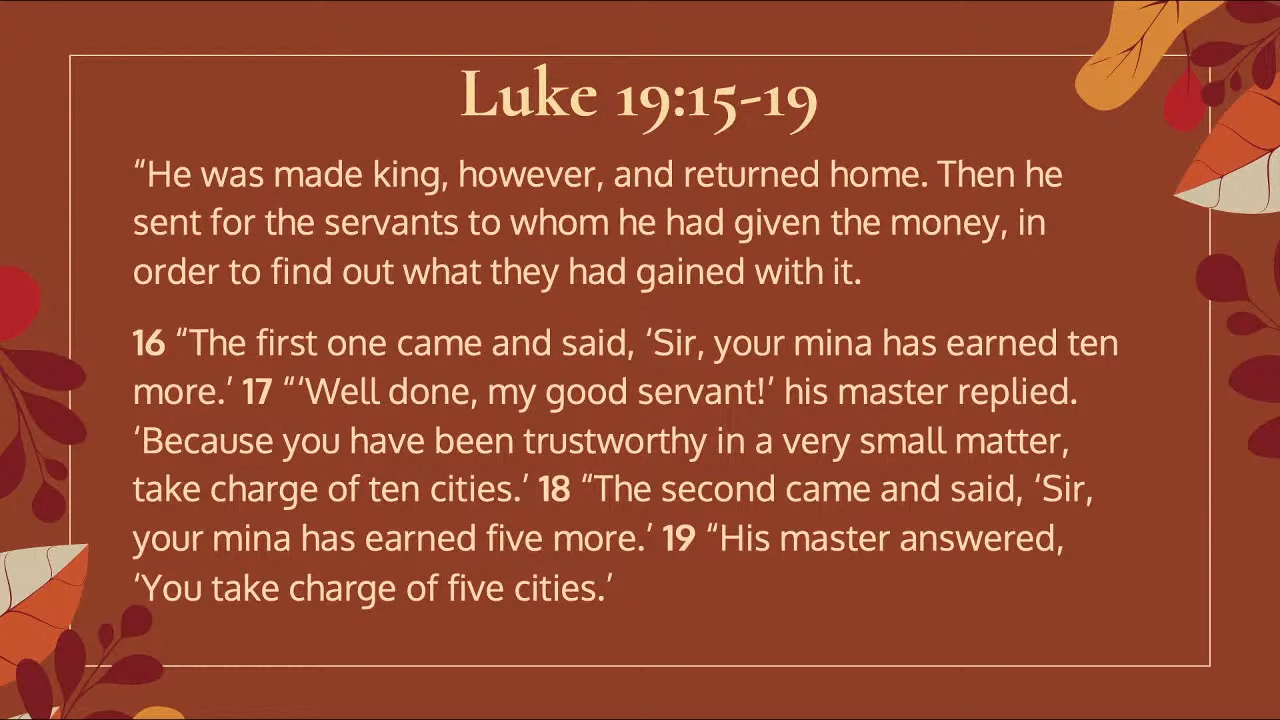 Luke 19:15-19
“He was made king, however, and returned home. Then he
sent for the servants to whom he had given the money, in
order to find out what they had gained with it.
16 “The first one came and said, ‘Sir, your mina has earned ten
more.’ 17 “‘Well done, my good servant!’ his master replied.
‘Because you have been trustworthy in a very small matter,
take charge of ten cities.’ 18 “The second came and said, ‘Sir,
your mina has earned five more.’ 19 “His master answered,
‘You take charge of five cities.’